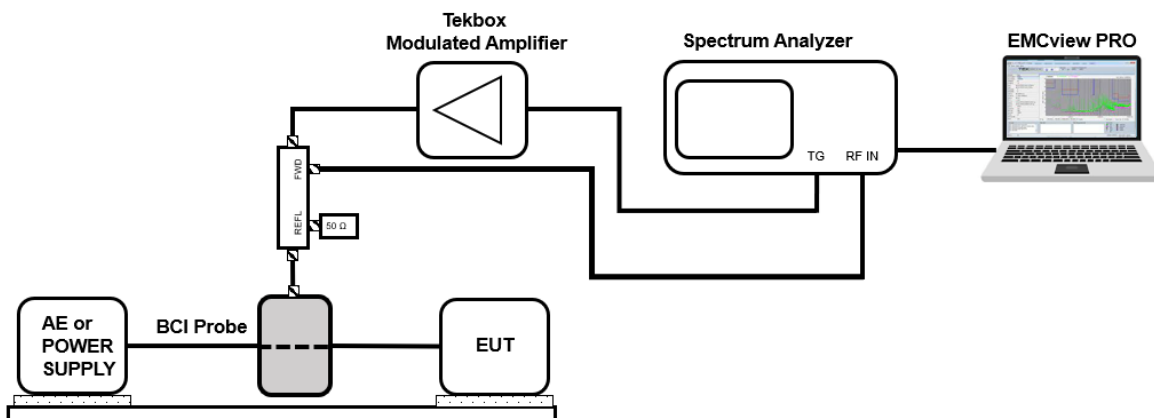 Tekbox
Modulated Amplifier
Spectrum Analyzer
EMCview PRO
TG
RF IN
FWD
REFL
50 Ω
AE or
POWER
SUPPLY
BCI Probe
EUT